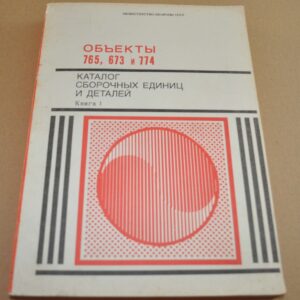 МИНИСТЕРСТВО ОБОРОНЫ СССР
ОБЪЕКТЫ
765, 673 и 774
КАТАЛОГ
СБОРОЧНЫХ ЕДИНИЦ
И ДЕТАЛЕЙ
Книга 1